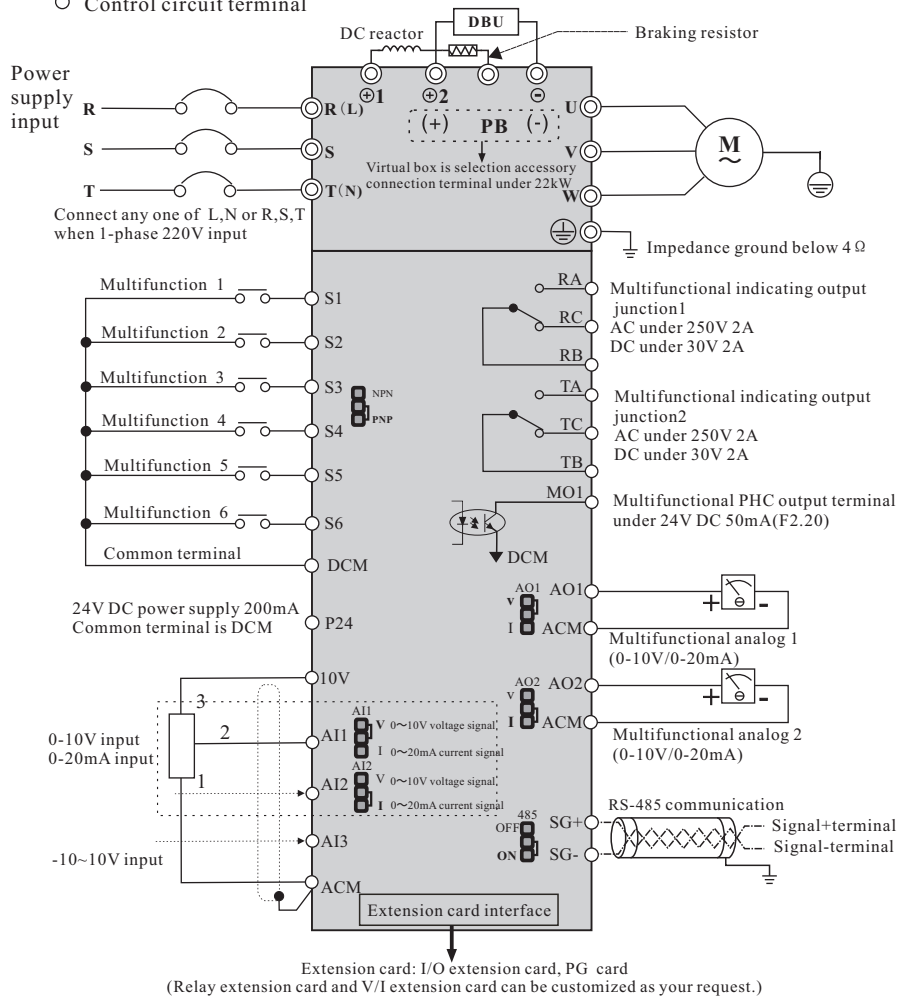 Control circuit terminal
DBU
DC reactor
Braking resistor
Power
supply
input
⊕1
⊕2
⊖
R
R(L)
(+) PB (-)
U
S
S
Virtual box is selection accessory
connection terminal under 22kW
V
M
~
T
T(N)
W
Connect any one of L,N or R,S,T
when 1-phase 220V input
Impedance ground below 4Ω
Multifunction 1
S1
Multifunction 2
S2
Multifunction 3
S3
Multifunction 4
S4
Multifunction 5
S5
Multifunction 6
S6
Common terminal
DCM
NPN
PNP
RA
RC
RB
Multifunctional indicating output
junction1
AC under 250V 2A
DC under 30V 2A
TA
TC
TB
Multifunctional indicating output
junction2
AC under 250V 2A
DC under 30V 2A
MO1
Multifunctional PHC output terminal
under 24V DC 50mA(F2.20)
DCM
24V DC power supply 200mA
Common terminal is DCM
P24
AO1
V
I
AO1
ACM
+ -
Multifunctional analog 1
(0-10V/0-20mA)
AO2
V
I
AO2
ACM
+ -
Multifunctional analog 2
(0-10V/0-20mA)
10V
3
2
1
0-10V input
0-20mA input
AI1
AI1
V 0～10V voltage signal
I 0～20mA current signal
AI2
AI2
V 0～10V voltage signal
I 0～20mA current signal
AI3
-10~10V input
ACM
485
OFF
ON
SG+
SG-
RS-485 communication
Signal+terminal
Signal-terminal
Extension card interface
Extension card: I/O extension card, PG card
(Relay extension card and V/I extension card can be customized as your request.)